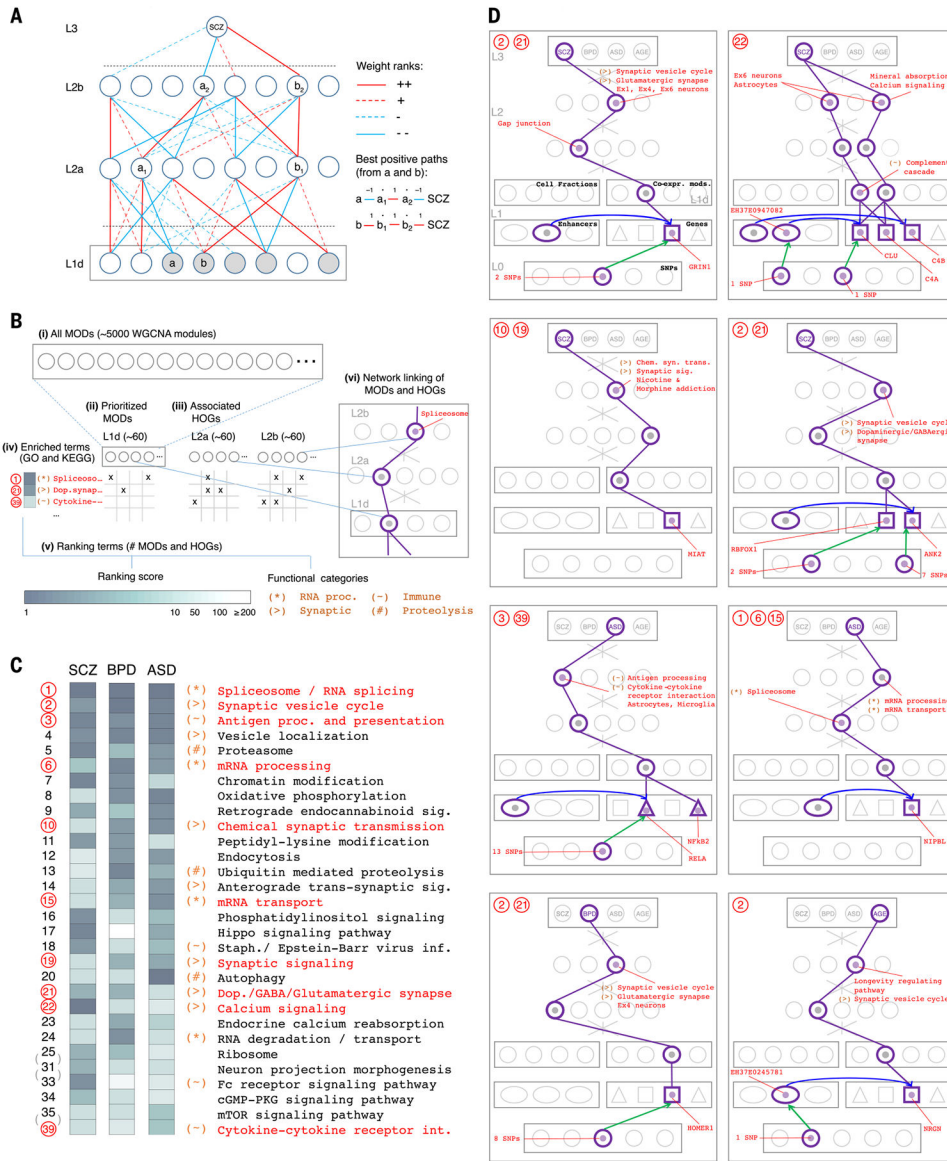 A
L3
SCZ
L2b
a2
b2
L2a
a1
b1
L1d
a
b
Weight ranks:
++
+
-
--
Best positive paths
(from a and b):
-1 1 -1
a a1 a2 SCZ
1 1 1
b b1 b2 SCZ
B
(i) All MODs (~5000 WGCNA modules)
(ii) Prioritized
MODs
L1d (~60)
(iii) Associated
HOGs
L2a (~60) L2b (~60)
(iv) Enriched terms
(GO and KEGG)
1 (*) Spliceoso…
21 (>) Dop.synap…
39 (~) Cytokine-–
...
x x x x
x x x x
x x x
(v) Ranking terms (# MODs and HOGs)
(vi) Network linking of
MODs and HOGs
L2b
Spliceosome
L2a
L1d
Ranking score
1 10 50 100 ≥200
Functional categories
(*) RNA proc. (~) Immune
(>) Synaptic (#) Proteolysis
C
SCZ BPD ASD
1 (*) Spliceosome / RNA splicing
2 (>) Synaptic vesicle cycle
3 (~) Antigen proc. and presentation
4 (>) Vesicle localization
5 (#) Proteasome
6 (*) mRNA processing
7 Chromatin modification
8 Oxidative phosphorylation
9 Retrograde endocannabinoid sig.
10 (>) Chemical synaptic transmission
11 Peptidyl-lysine modification
12 Endocytosis
13 (#) Ubiquitin mediated proteolysis
14 (>) Anterograde trans-synaptic sig.
15 (*) mRNA transport
16 Phosphatidylinositol signaling
17 Hippo signaling pathway
18 (~) Staph./ Epstein-Barr virus inf.
19 (>) Synaptic signaling
20 (#) Autophagy
21 (>) Dop./GABA/Glutamatergic synapse
22 (>) Calcium signaling
23 Endocrine calcium reabsorption
24 (*) RNA degradation / transport
25 Ribosome
31 Neuron projection morphogenesis
33 (~) Fc receptor signaling pathway
34 cGMP-PKG signaling pathway
35 mTOR signaling pathway
39 (~) Cytokine-cytokine receptor int.
D
2 21
L3
SCZ BPD ASD AGE
(>) Synaptic vesicle cycle
(>) Glutamatergic synapse
Ex1, Ex4, Ex6 neurons
L2
Gap junction
Cell Fractions
Co-expr. mods.
L1d
L1
Enhancers
Genes
GRIN1
L0
SNPs
2 SNPs
22
SCZ BPD ASD AGE
Ex6 neurons
Astrocytes
Mineral absorption
Calcium signaling
(~) Complement
cascade
EH37E0947082
CLU
C4B
C4A
1 SNP
1 SNP
10 19
SCZ BPD ASD AGE
(>) Chem. syn. trans.
(>) Synaptic sig.
Nicotine &
Morphine addiction
MIAT
2 21
SCZ BPD ASD AGE
(>) Synaptic vesicle cycle
(>) Dopaminergic/GABAergic
synapse
RBFOX1
ANK2
2 SNPs
7 SNPs
3 39
SCZ BPD ASD AGE
(~) Antigen processing
(~) Cytokine-cytokine
receptor interaction
Astrocytes, Microglia
NFkB2
RELA
13 SNPs
1 6 15
SCZ BPD ASD AGE
(*) Spliceosome
(*) mRNA processing
(*) mRNA transport
NIPBL
2 21
SCZ BPD ASD AGE
(>) Synaptic vesicle cycle
(>) Glutamatergic synapse
Ex4 neurons
HOMER1
8 SNPs
2
SCZ BPD ASD AGE
Longevity regulating
pathway
(>) Synaptic vesicle cycle
EH37E0245781
NRGN
1 SNP